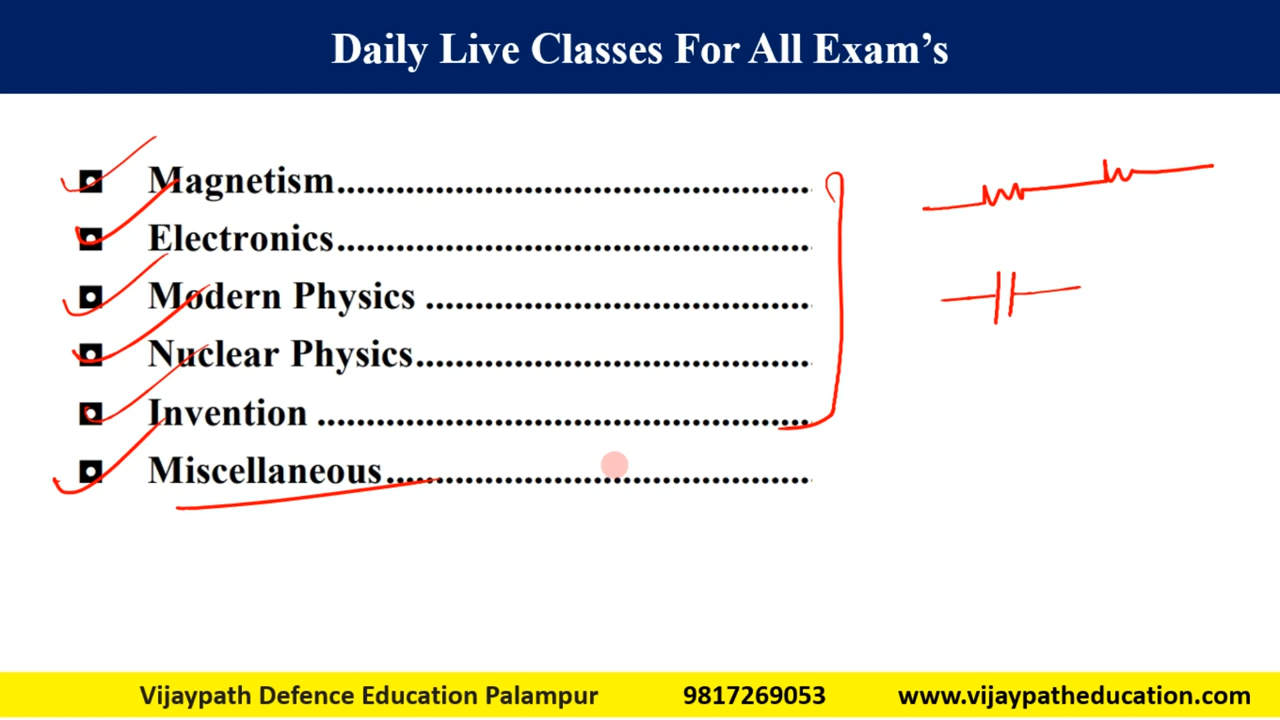 Daily Live Classes For All Exam’s
Magnetism................................................
Electronics................................................
Modern Physics .......................................
Nuclear Physics........................................
Invention ..................................................
Miscellaneous...........................................
Vijaypath Defence Education Palampur 9817269053 www.vijaypatheducation.com